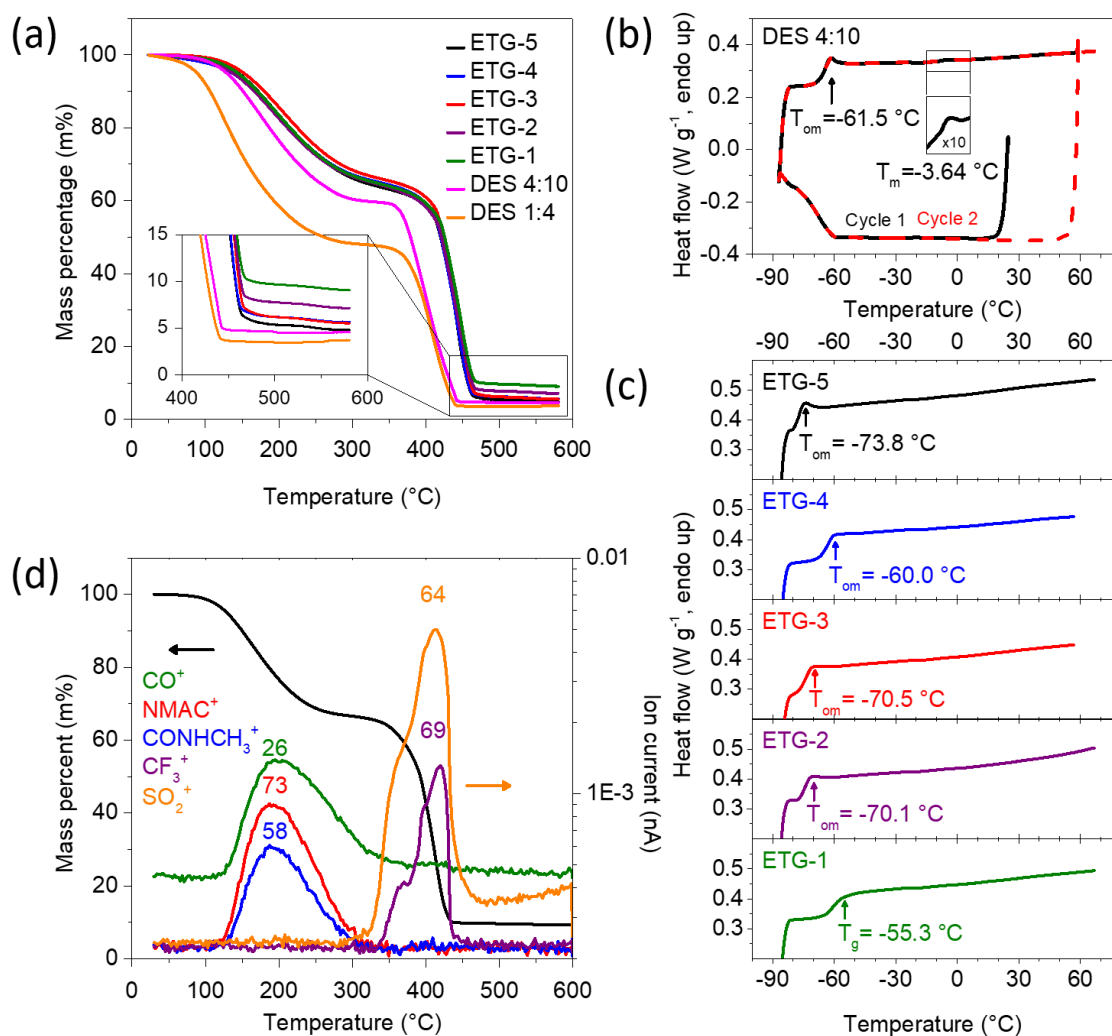 (a)
100
80
60
40
20
0
Mass percentage (m%)
ETG-5
ETG-4
ETG-3
ETG-2
ETG-1
DES 4:10
DES 1:4
15
10
5
400 500 600
0 100 200 300 400 500 600
Temperature (°C)
(b)
0.4
0.2
0.0
-0.2
-0.4
Heat flow (W g-1, endo up)
DES 4:10
Tom=-61.5 °C
x10
Tm=-3.64 °C
Cycle 1 Cycle 2
-90 -60 -30 0 30 60
Temperature (°C)
(c)
-90 -60 -30 0 30 60
Heat flow (W g-1, endo up)
ETG-5
0.5
0.4
0.3
Tom= -73.8 °C
ETG-4
0.5
0.4
0.3
Tom= -60.0 °C
ETG-3
0.5
0.4
0.3
Tom= -70.5 °C
ETG-2
0.5
0.4
0.3
Tom= -70.1 °C
ETG-1
0.5
0.4
0.3
Tg= -55.3 °C
-90 -60 -30 0 30 60
Temperature (°C)
(d)
100
80
60
40
20
0
Mass percent (m%)
CO+
NMAC+
CONHCH3+
CF3+
SO2+
26
73
58
64
69
0.01
1E-3
Ion current (nA)
0 100 200 300 400 500 600
Temperature (°C)